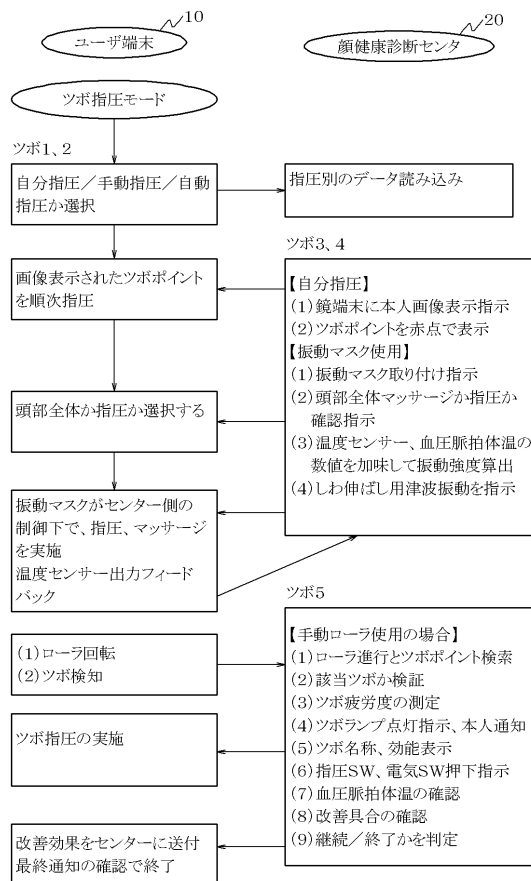 10
ユーザ端末
20
顔健康診断センタ
ツボ指圧モード
ツボ1、2
自分指圧／手動指圧／自動
指圧か選択
指圧別のデータ読み込み
画像表示されたツボポイント
を順次指圧
頭部全体か指圧か選択する
振動マスクがセンター側の
制御下で、指圧、マッサージ
を実施
温度センサー出力フィード
バック
ツボ3、4
【自分指圧】
(1)鏡端末に本人画像表示指示
(2)ツボポイントを赤点で表示
【振動マスク使用】
(1)振動マスク取り付け指示
(2)頭部全体マッサージか指圧か
確認指示
(3)温度センサー、血圧脈拍体温の
数値を加味して振動強度算出
(4)しわ伸ばし用津波振動を指示
(1)ローラ回転
(2)ツボ検知
ツボ指圧の実施
改善効果をセンターに送付
最終通知の確認で終了
ツボ5
【手動ローラ使用の場合】
(1)ローラ進行とツボポイント検索
(2)該当ツボか検証
(3)ツボ疲労度の測定
(4)ツボランプ点灯指示、本人通知
(5)ツボ名称、効能表示
(6)指圧SW、電気SW押下指示
(7)血圧脈拍体温の確認
(8)改善具合の確認
(9)継続／終了かを判定